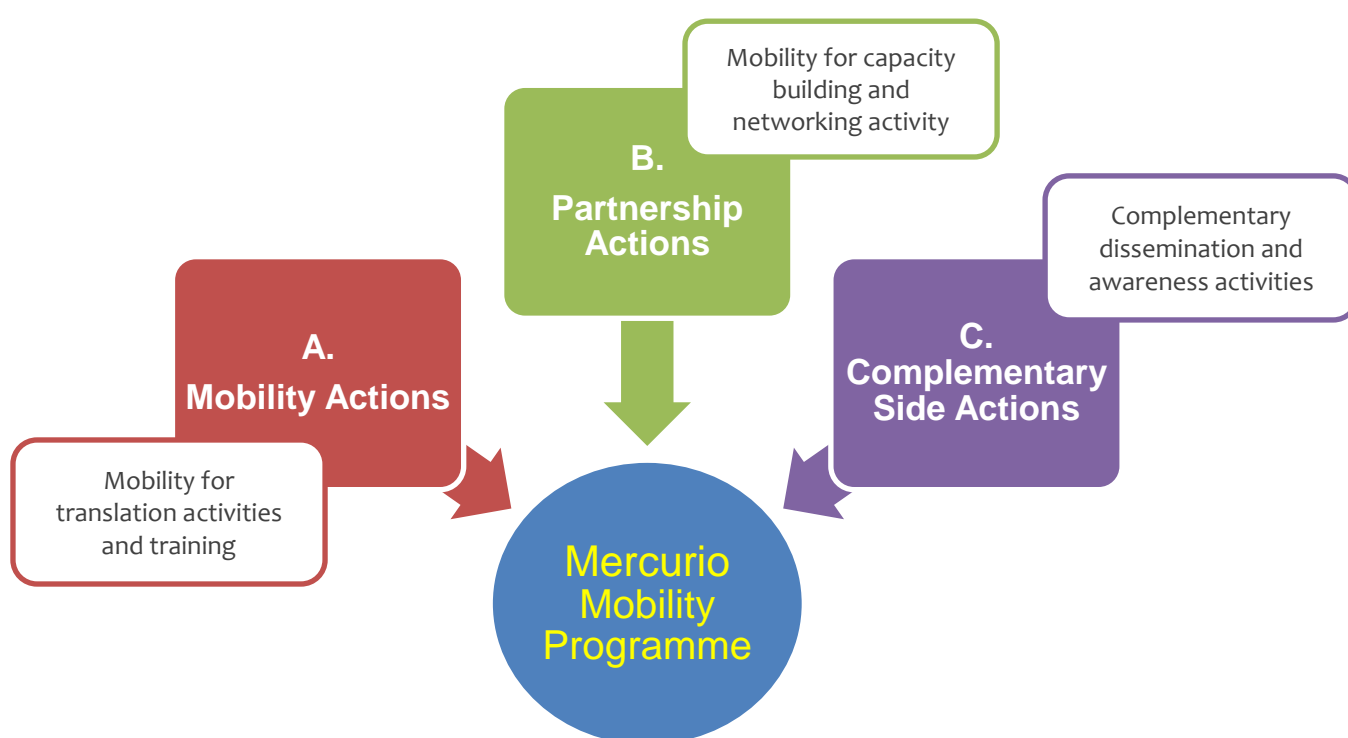 A.
Mobility Actions
Mobility for
translation activities
and training
B.
Partnership
Actions
Mobility for capacity
building and
networking activity
C.
Complementary
Side Actions
Complementary
dissemination and
awareness activities
Mercurio
Mobility
Programme